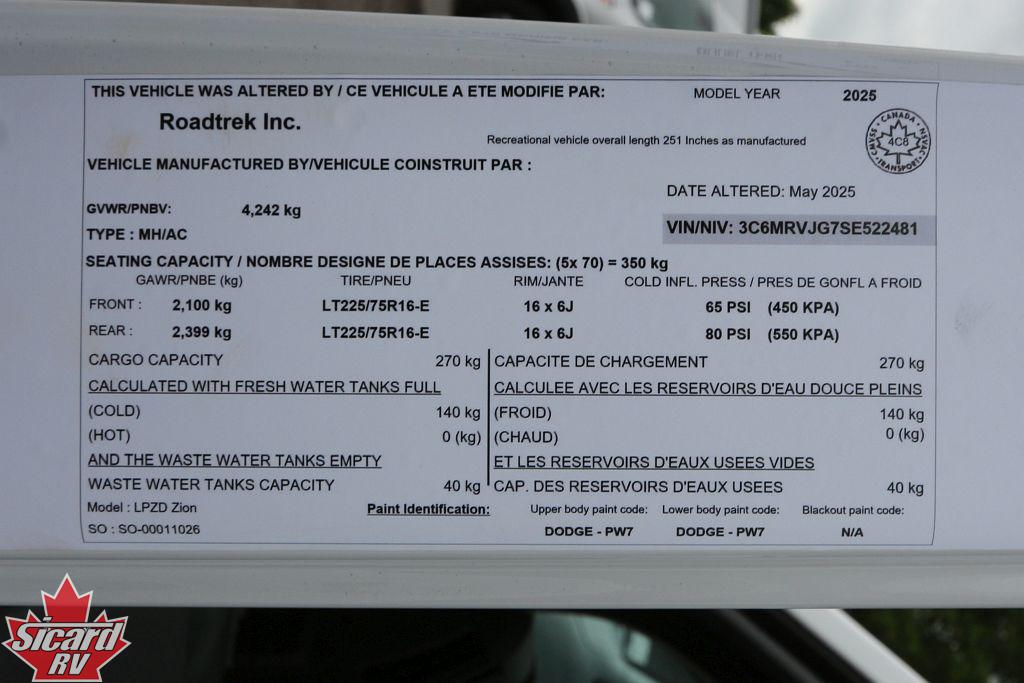 THIS VEHICLE WAS ALTERED BY / CE VEHICULE A ETE MODIFIE PAR: MODEL YEAR 2025
Roadtrek Inc.
Recreational vehicle overall length 251 Inches as manufactured
CANADA
CMVSS 4C8 NSVAC
TRANSPORT
VEHICLE MANUFACTURED BY/VEHICULE COINSTRUIT PAR :
DATE ALTERED: May 2025
GVWR/PNBV: 4,242 kg
VIN/NIV: 3C6MRVJG7SE522481
TYPE : MH/AC
SEATING CAPACITY / NOMBRE DESIGNE DE PLACES ASSISES: (5x 70) = 350 kg
GAWR/PNBE (kg) TIRE/PNEU RIM/JANTE COLD INFL. PRESS / PRES DE GONFL A FROID
FRONT : 2,100 kg LT225/75R16-E 16 x 6J 65 PSI (450 KPA)
REAR : 2,399 kg LT225/75R16-E 16 x 6J 80 PSI (550 KPA)
CARGO CAPACITY 270 kg CAPACITE DE CHARGEMENT 270 kg
CALCULATED WITH FRESH WATER TANKS FULL CALCULEE AVEC LES RESERVOIRS D'EAU DOUCE PLEINS
(COLD) 140 kg (FROID) 140 kg
(HOT) 0 (kg) (CHAUD) 0 (kg)
AND THE WASTE WATER TANKS EMPTY ET LES RESERVOIRS D'EAUX USEES VIDES
WASTE WATER TANKS CAPACITY 40 kg CAP. DES RESERVOIRS D'EAUX USEES 40 kg
Model : LPZD Zion Paint Identification: Upper body paint code: Lower body paint code: Blackout paint code:
SO : SO-00011026 DODGE - PW7 DODGE - PW7 N/A
Sicard
RV